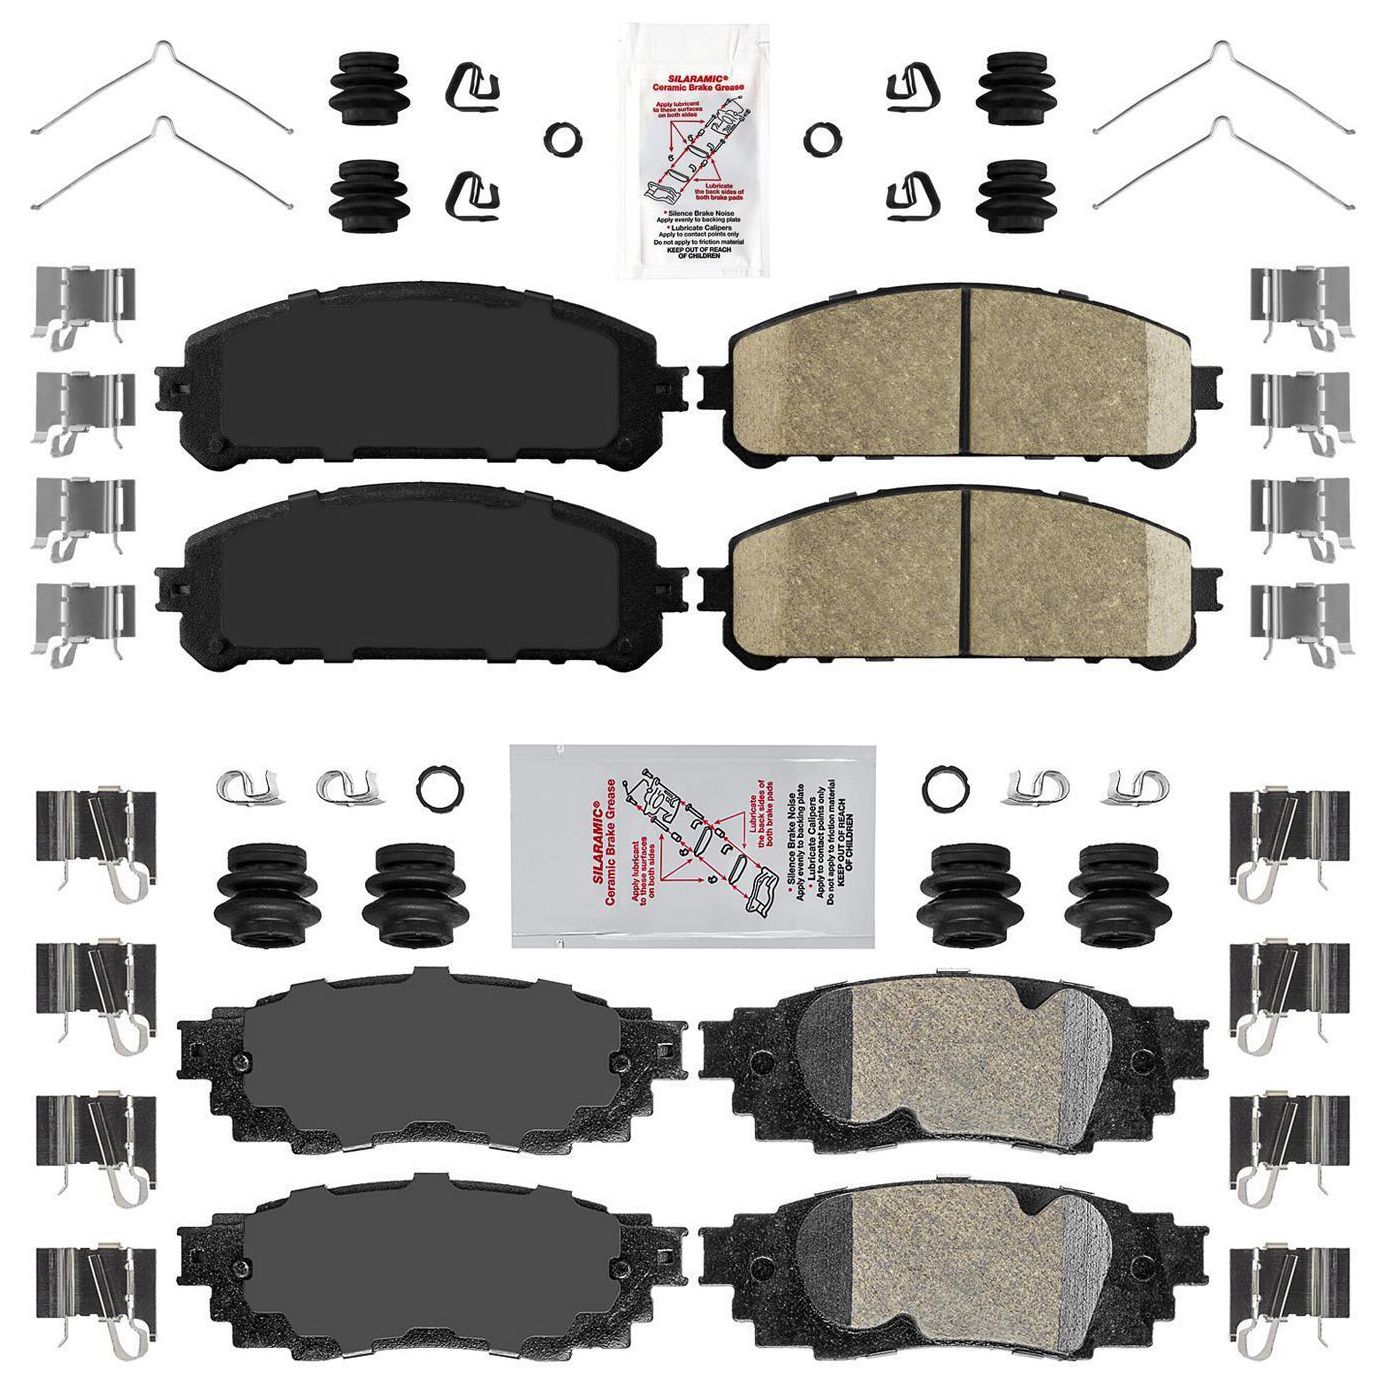 SILARAMIC®
Ceramic Brake Grease
Apply lubricant
to these surfaces
on both sides
Lubricate
the back sides of
both brake pads
* Silence Brake Noise
Apply evenly to backing plate
* Lubricate Calipers
Apply to contact points only
Do not apply to friction material
KEEP OUT OF REACH
OF CHILDREN
SILARAMIC®
Ceramic Brake Grease
Apply lubricant
to these surfaces
on both sides
Lubricate
the back sides of
both brake pads
* Silence Brake Noise
Apply evenly to backing plate
* Lubricate Calipers
Apply to contact points only
Do not apply to friction material
KEEP OUT OF REACH
OF CHILDREN